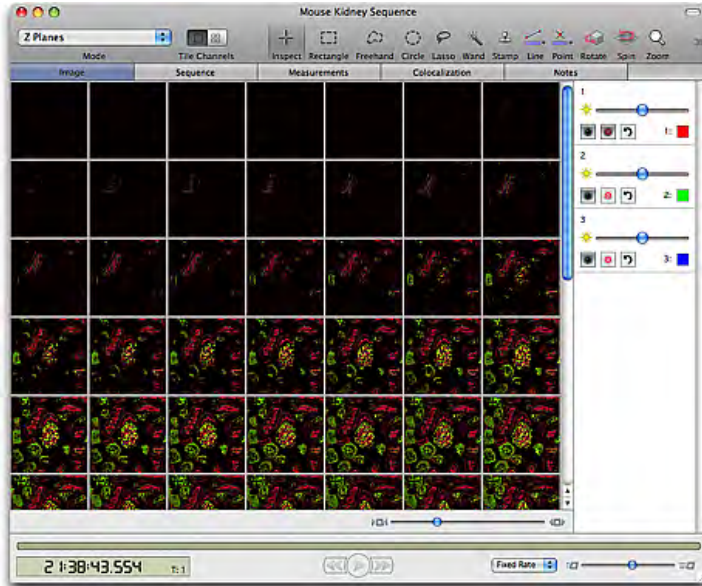 Mouse Kidney Sequence
Z Planes
Mode
Tile Channels
Inspect Rectangle Freehand Circle Lasso Wand Stamp Line Point Rotate Spin Zoom
Image Sequence Measurements Colocalization Notes
1
1:
2
2:
3
3:
21:38:43.554 T: 1
Fixed Rate